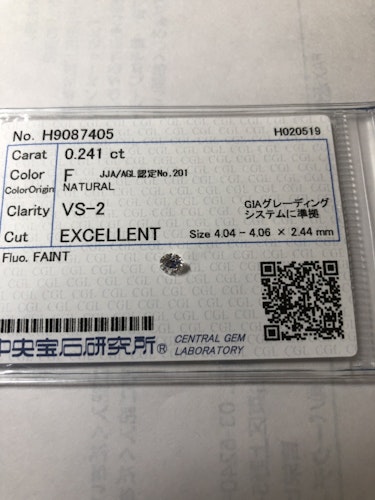 No. H9087405 H020519
Carat 0.241 ct
Color F JJA/AGL認定No.201
ColorOrigin NATURAL
Clarity VS-2 GIAグレーディング
システムに準拠
Cut EXCELLENT Size 4.04 - 4.06 × 2.44 mm
Fluo. FAINT
中央宝石研究所® CENTRAL GEM
LABORATORY